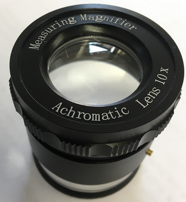 Measuring Magnifier
Achromatic Lens 10x